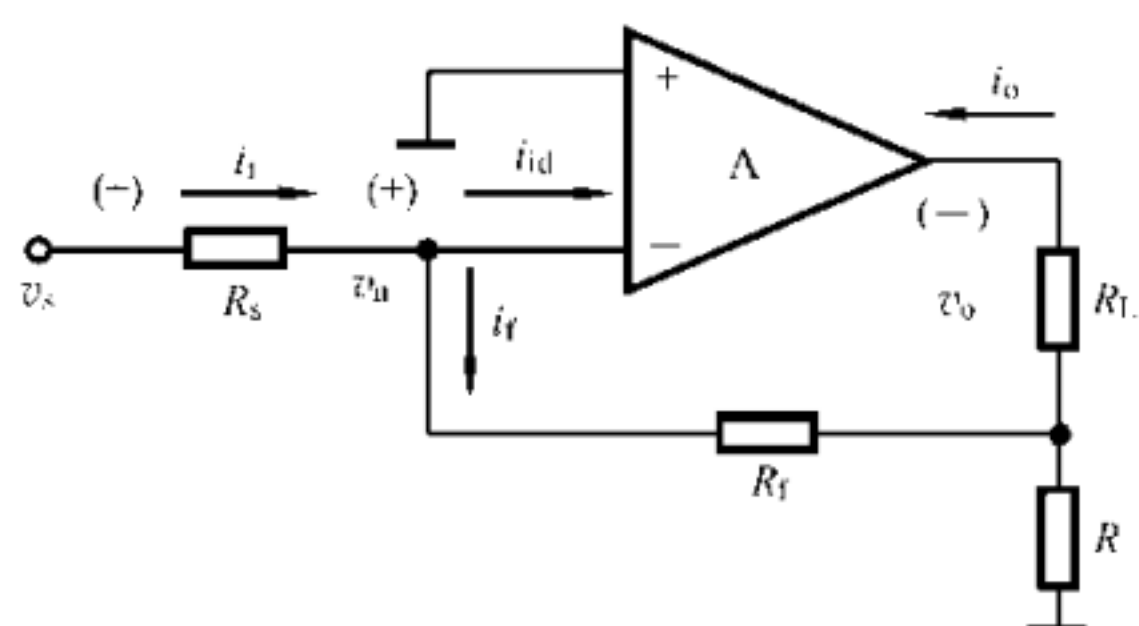 +
i_o
i_1
i_id
A
(+)
(+)
(−)
−
v_s
R_s
v_n
i_f
v_o
R_L
R_f
R